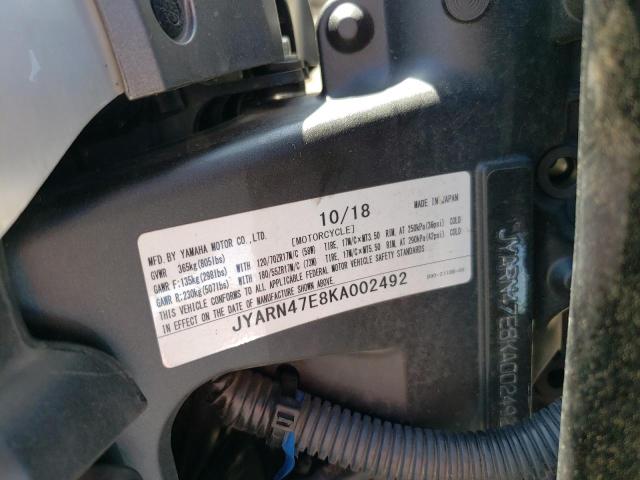 10/18
MFD. BY YAMAHA MOTOR CO., LTD. [MOTORCYCLE] MADE IN JAPAN
GVWR 365kg(805lbs)
GAWR F:135kg(298lbs) WITH 120/70ZR17M/C (58W) TIRE, 17M/C×MT3.50 RIM, AT 250kPa(36psi) COLD
GAWR R:230kg(507lbs) WITH 180/55ZR17M/C (73W) TIRE, 17M/C×MT5.50 RIM, AT 290kPa(42psi) COLD
THIS VEHICLE CONFORMS TO ALL APPLICABLE FEDERAL MOTOR VEHICLE SAFETY STANDARDS
IN EFFECT ON THE DATE OF MANUFACTURE SHOWN ABOVE.
JYARN47E8KA002492
JYARN47E8KA00249